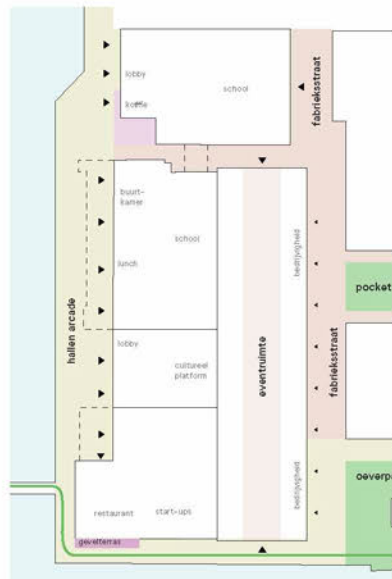 lobby
koffie
school
fabrieksstraat
buurt-
kamer
school
lunch
bedrijvigheid
pocket
hallen arcade
lobby
cultureel
platform
eventruimte
fabrieksstraat
restaurant
start-ups
bedrijvigheid
oeverpa
gevelterras